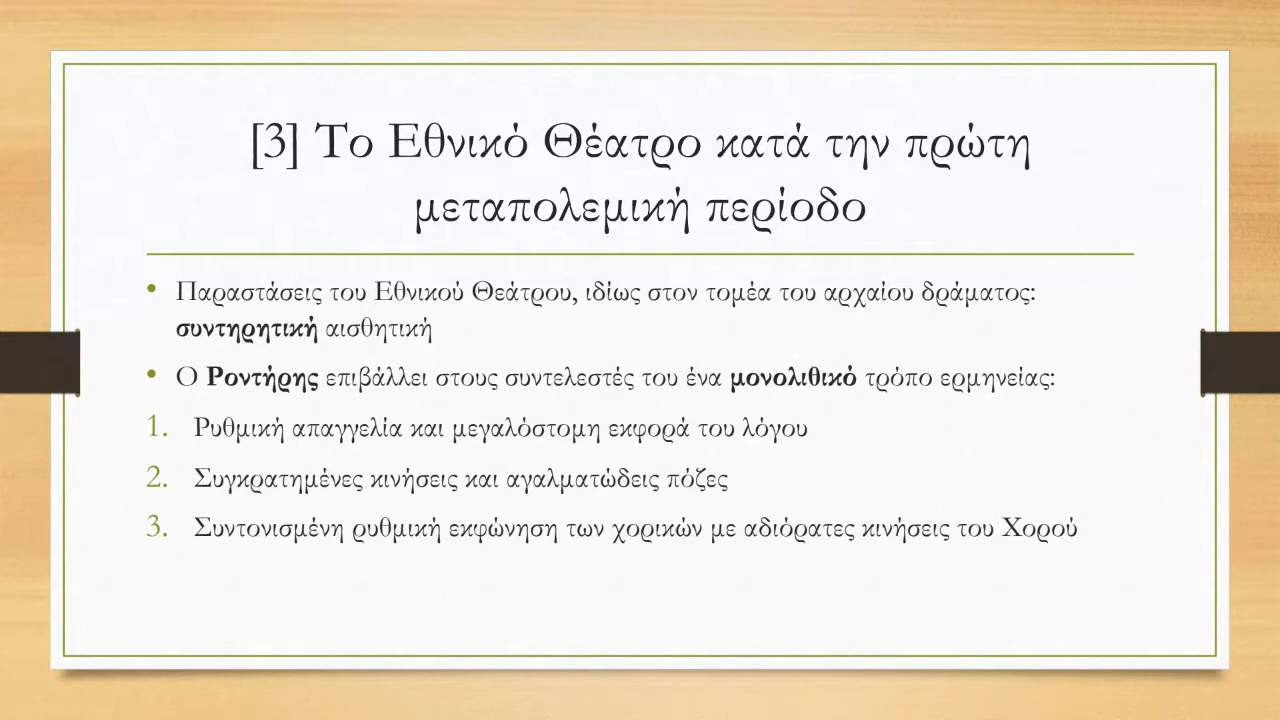 [3] Το Εθνικό Θέατρο κατά την πρώτη
μεταπολεμική περίοδο
• Παραστάσεις του Εθνικού Θεάτρου, ιδίως στον τομέα του αρχαίου δράματος:
συντηρητική αισθητική
• Ο Ροντήρης επιβάλλει στους συντελεστές του ένα μονολιθικό τρόπο ερμηνείας:
1. Ρυθμική απαγγελία και μεγαλόστομη εκφορά του λόγου
2. Συγκρατημένες κινήσεις και αγαλματώδεις πόζες
3. Συντονισμένη ρυθμική εκφώνηση των χορικών με αδιόρατες κινήσεις του Χορού